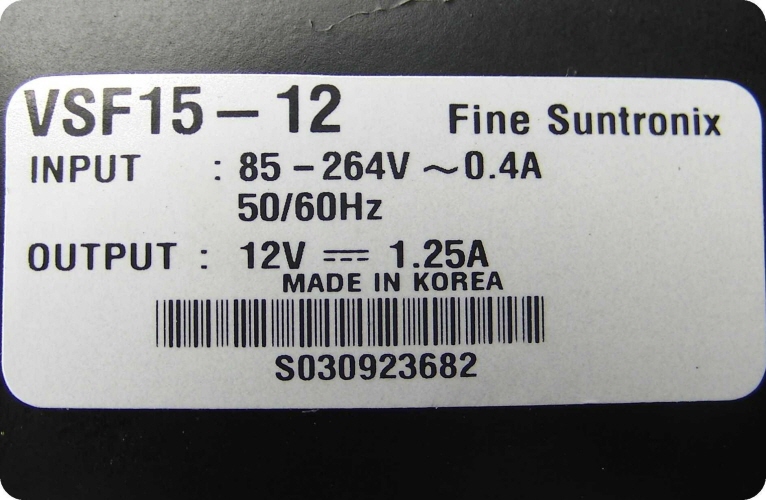 VSF15-12 Fine Suntronix
INPUT : 85-264V ~0.4A
50/60Hz
OUTPUT : 12V ⎓ 1.25A
MADE IN KOREA
S030923682